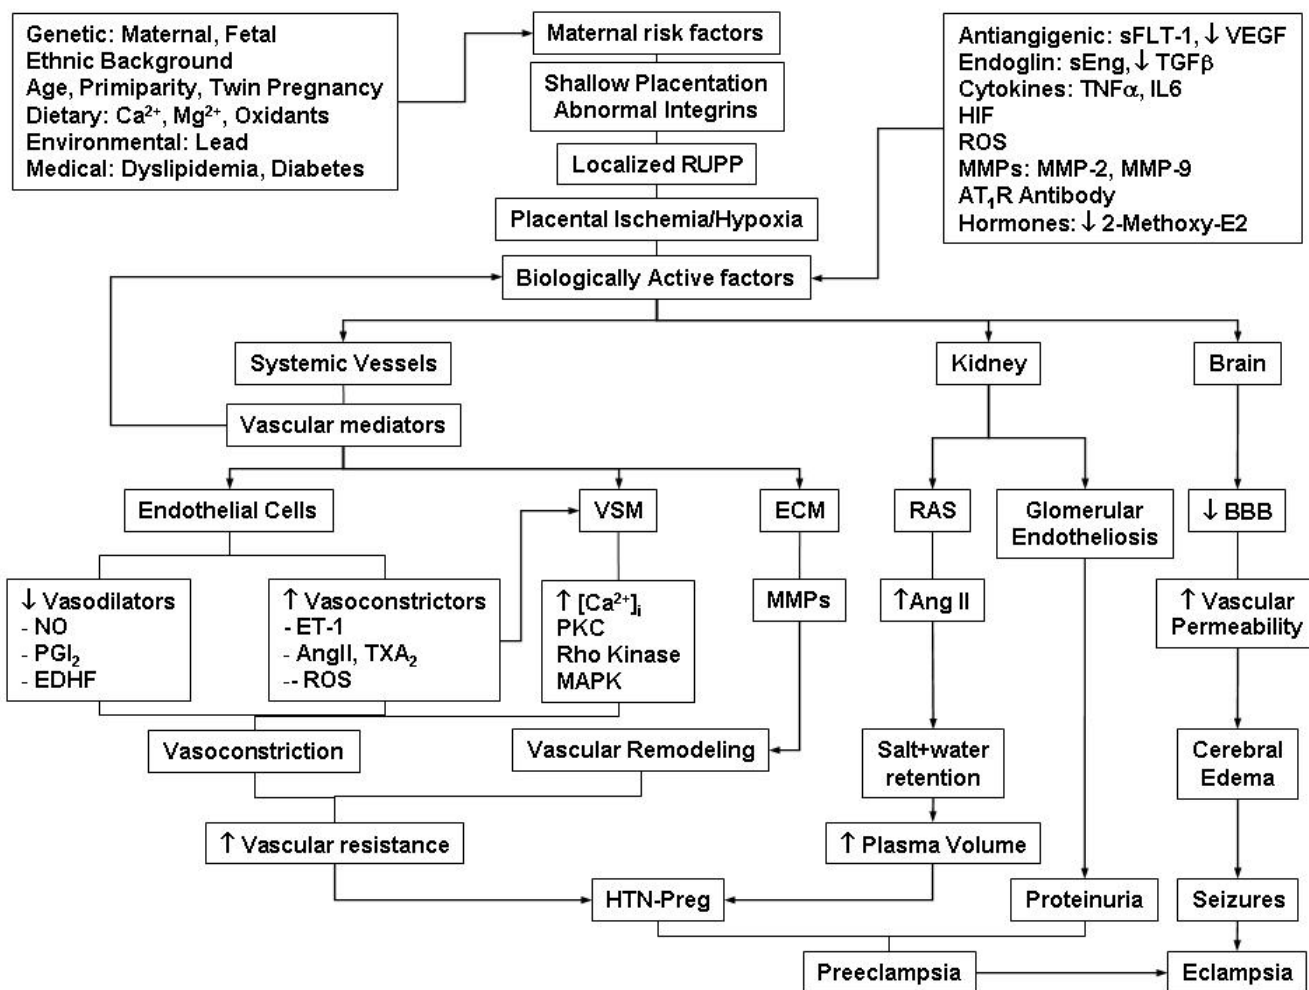 Genetic: Maternal, Fetal
Ethnic Background
Age, Primiparity, Twin Pregnancy
Dietary: Ca²⁺, Mg²⁺, Oxidants
Environmental: Lead
Medical: Dyslipidemia, Diabetes
Maternal risk factors
Shallow Placentation
Abnormal Integrins
Localized RUPP
Placental Ischemia/Hypoxia
Biologically Active factors
Antiangigenic: sFLT-1, ↓ VEGF
Endoglin: sEng, ↓ TGFβ
Cytokines: TNFα, IL6
HIF
ROS
MMPs: MMP-2, MMP-9
AT₁R Antibody
Hormones: ↓ 2-Methoxy-E2
Systemic Vessels
Kidney
Brain
Vascular mediators
Endothelial Cells
VSM
ECM
RAS
Glomerular
Endotheliosis
↓ BBB
↓ Vasodilators
- NO
- PGI₂
- EDHF
↑ Vasoconstrictors
- ET-1
- AngII, TXA₂
-- ROS
↑ [Ca²⁺]ᵢ
PKC
Rho Kinase
MAPK
MMPs
↑Ang II
↑ Vascular
Permeability
Vasoconstriction
Vascular Remodeling
Salt+water
retention
Cerebral
Edema
↑ Vascular resistance
↑ Plasma Volume
HTN-Preg
Proteinuria
Seizures
Preeclampsia
Eclampsia